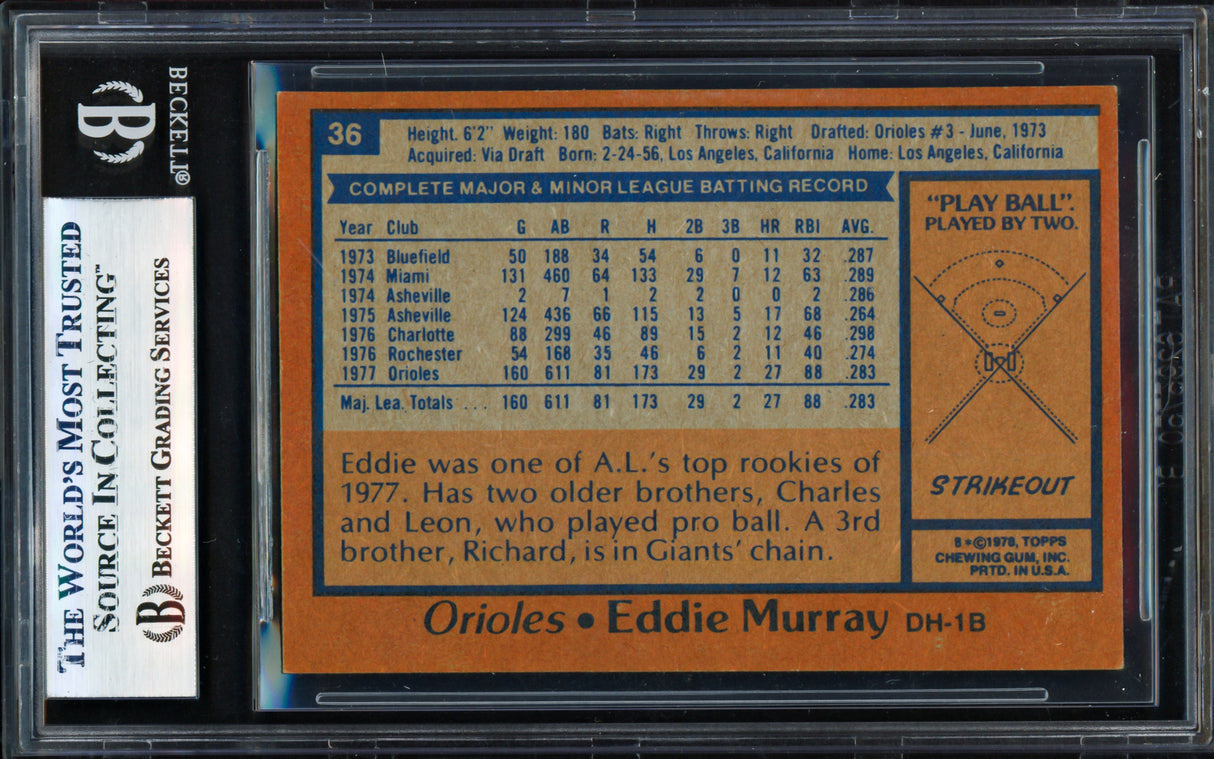 BECKETT®
B
THE WORLD'S MOST TRUSTED
SOURCE IN COLLECTING™
B BECKETT GRADING SERVICES
36
Height. 6'2" Weight: 180 Bats: Right Throws: Right Drafted: Orioles #3 - June, 1973
Acquired: Via Draft Born: 2-24-56, Los Angeles, California Home: Los Angeles, California
COMPLETE MAJOR & MINOR LEAGUE BATTING RECORD
Year Club G AB R H 2B 3B HR RBI AVG.
1973 Bluefield 50 188 34 54 6 0 11 32 .287
1974 Miami 131 460 64 133 29 7 12 63 .289
1974 Asheville 2 7 1 2 2 0 0 2 .286
1975 Asheville 124 436 66 115 13 5 17 68 .264
1976 Charlotte 88 299 46 89 15 2 12 46 .298
1976 Rochester 54 168 35 46 6 2 11 40 .274
1977 Orioles 160 611 81 173 29 2 27 88 .283
Maj. Lea. Totals ... 160 611 81 173 29 2 27 88 .283
Eddie was one of A.L.'s top rookies of
1977. Has two older brothers, Charles
and Leon, who played pro ball. A 3rd
brother, Richard, is in Giants' chain.
"PLAY BALL".
PLAYED BY TWO.
STRIKEOUT
8*©1978, TOPPS
CHEWING GUM, INC.
PRTD. IN U.S.A.
Orioles • Eddie Murray DH-1B